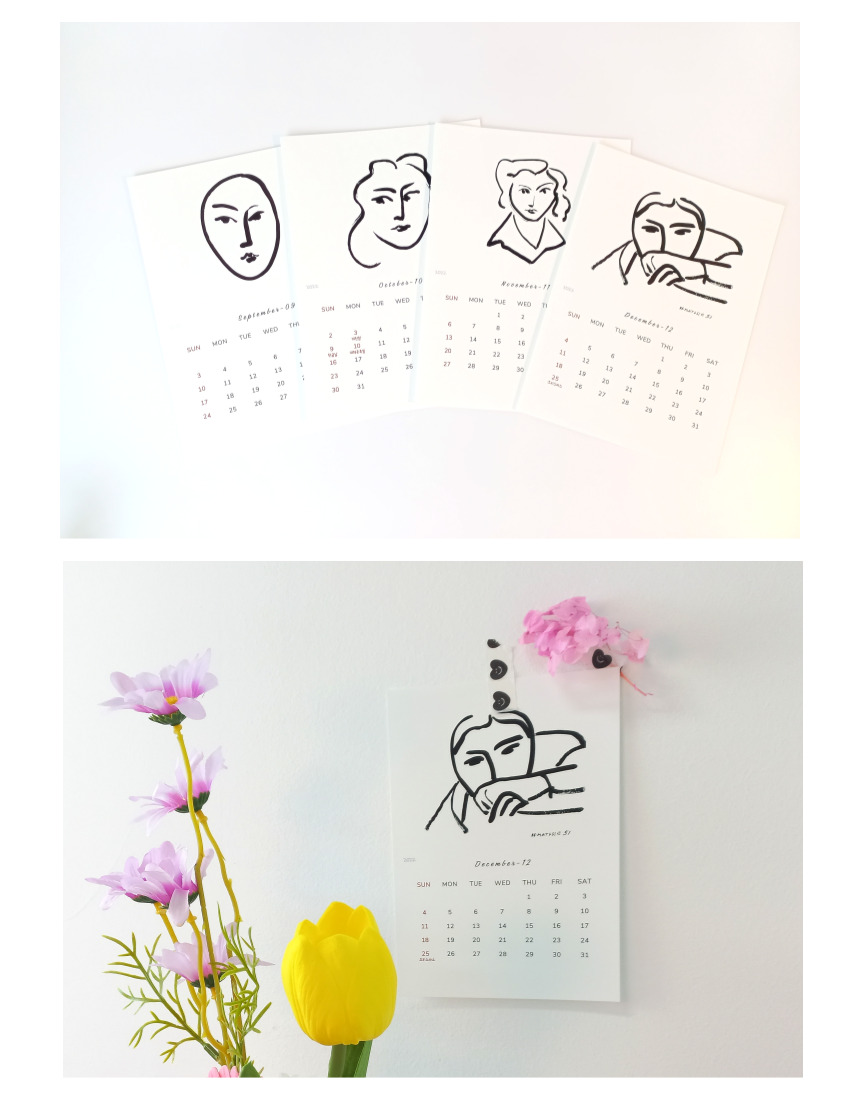 September-09
SUN MON TUE WED
3 4 5 6 7
10 11 12 13
17 18 19 20
24 25 26 27
October-10
SUN MON TUE WED
2 3 4 5
9 10 11 12
16 17 18 19
23 24 25 26
30 31
November-11
SUN MON TUE WED
1 2
6 7 8 9
13 14 15 16
20 21 22 23
27 28 29 30
H.MATISSE 51
December-12
SUN MON TUE WED THU FRI SAT
1 2 3
4 5 6 7 8 9 10
11 12 13 14 15 16 17
18 19 20 21 22 23 24
25 26 27 28 29 30 31
H.MATISSE 51
December-12
SUN MON TUE WED THU FRI SAT
1 2 3
4 5 6 7 8 9 10
11 12 13 14 15 16 17
18 19 20 21 22 23 24
25 26 27 28 29 30 31